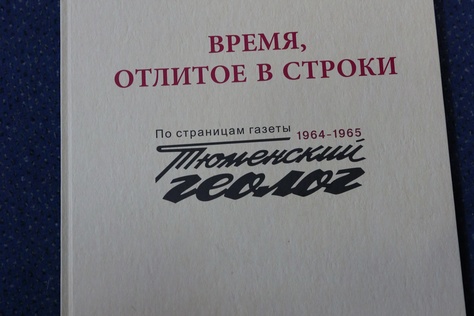 ВРЕМЯ,
ОТЛИТОЕ В СТРОКИ
По страницам газеты 1964-1965
Тюменский
геолог